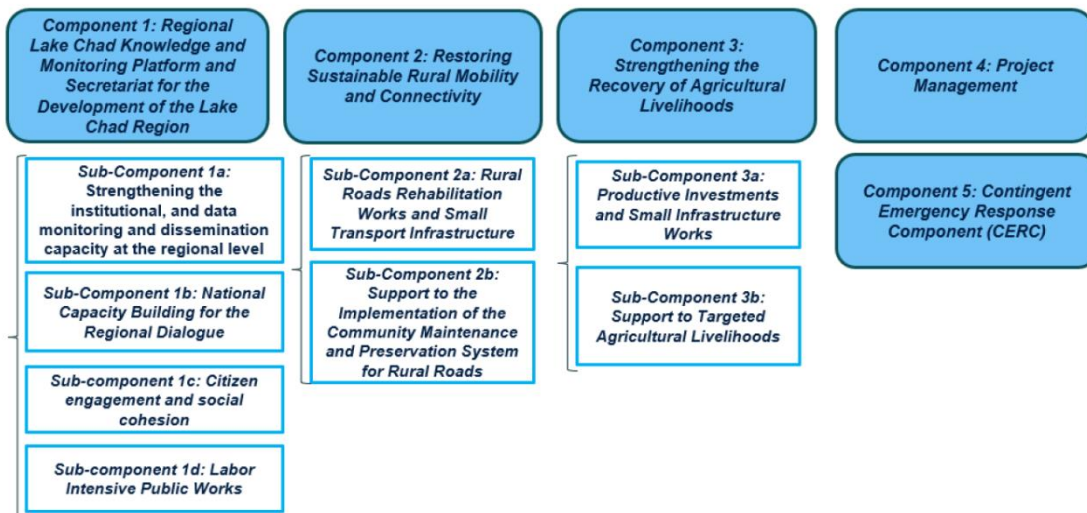 Component 1: Regional
Lake Chad Knowledge and
Monitoring Platform and
Secretariat for the
Development of the Lake
Chad Region
Sub-Component 1a:
Strengthening the
institutional, and data
monitoring and dissemination
capacity at the regional level
Sub-Component 1b: National
Capacity Building for the
Regional Dialogue
Sub-component 1c: Citizen
engagement and social
cohesion
Sub-component 1d: Labor
Intensive Public Works
Component 2: Restoring
Sustainable Rural Mobility
and Connectivity
Sub-Component 2a: Rural
Roads Rehabilitation
Works and Small
Transport Infrastructure
Sub-Component 2b:
Support to the
Implementation of the
Community Maintenance
and Preservation System
for Rural Roads
Component 3:
Strengthening the
Recovery of Agricultural
Livelihoods
Sub-Component 3a:
Productive Investments
and Small Infrastructure
Works
Sub-Component 3b:
Support to Targeted
Agricultural Livelihoods
Component 4: Project
Management
Component 5: Contingent
Emergency Response
Component (CERC)